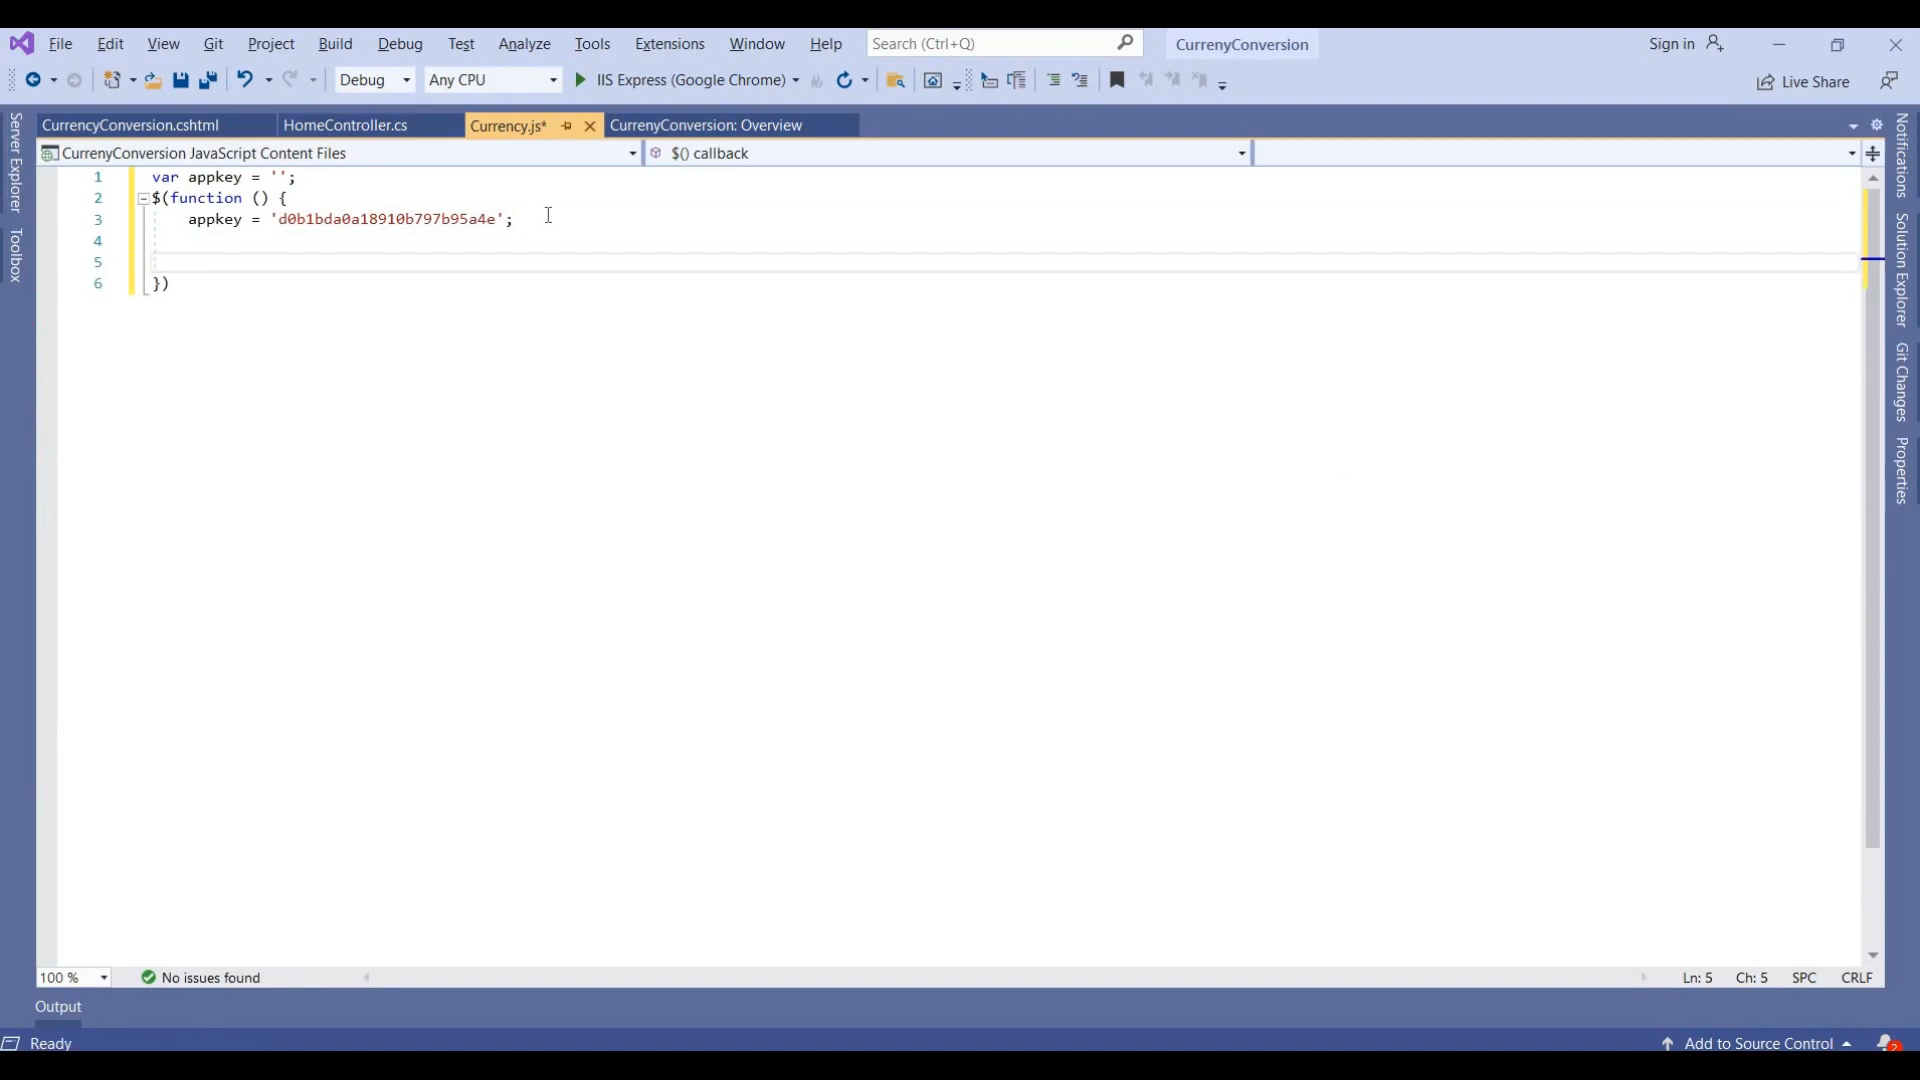 File Edit View Git Project Build Debug Test Analyze Tools Extensions Window Help Search (Ctrl+Q) CurrenyConversion Sign in
Debug Any CPU IIS Express (Google Chrome) Live Share
CurrencyConversion.cshtml HomeController.cs Currency.js* CurrenyConversion: Overview
CurrenyConversion JavaScript Content Files $() callback
1 var appkey = '';
2 $(function () {
3 appkey = 'd0b1bda0a18910b797b95a4e';
4
5
6 })
Server Explorer
Toolbox
Notifications
Solution Explorer
Git Changes
Properties
100 % No issues found Ln: 5 Ch: 5 SPC CRLF
Output
Ready Add to Source Control 2